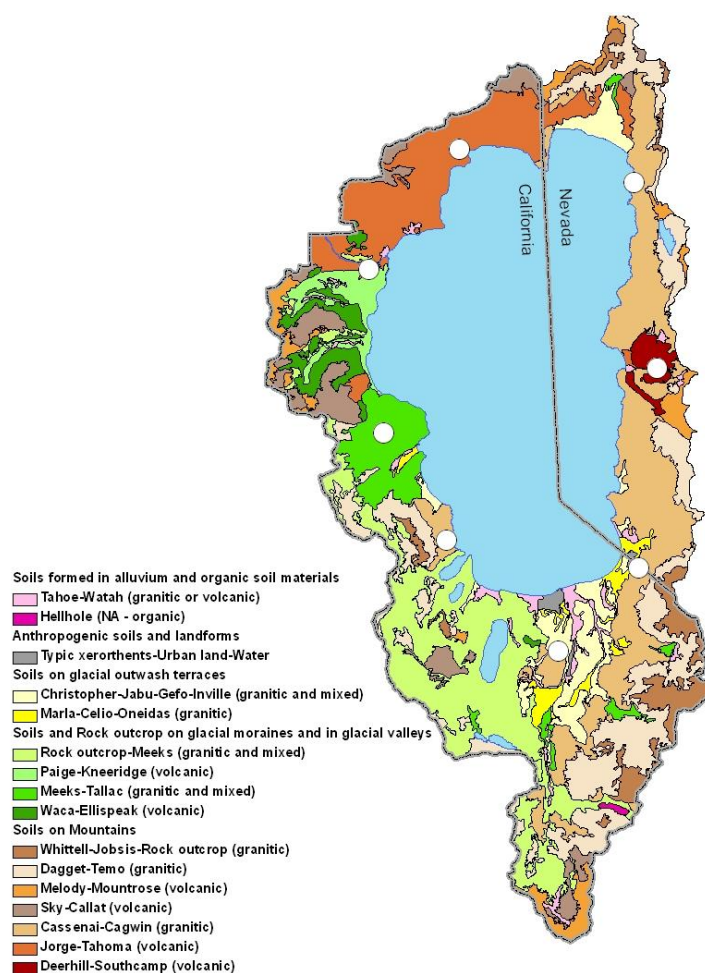 California
Nevada
Soils formed in alluvium and organic soil materials
Tahoe-Watah (granitic or volcanic)
Hellhole (NA - organic)
Anthropogenic soils and landforms
Typic xerorthents-Urban land-Water
Soils on glacial outwash terraces
Christopher-Jabu-Gefo-Inville (granitic and mixed)
Marla-Celio-Oneidas (granitic)
Soils and Rock outcrop on glacial moraines and in glacial valleys
Rock outcrop-Meeks (granitic and mixed)
Paige-Kneeridge (volcanic)
Meeks-Tallac (granitic and mixed)
Waca-Ellispeak (volcanic)
Soils on Mountains
Whittell-Jobsis-Rock outcrop (granitic)
Dagget-Temo (granitic)
Melody-Mountrose (volcanic)
Sky-Callat (volcanic)
Cassenai-Cagwin (granitic)
Jorge-Tahoma (volcanic)
Deerhill-Southcamp (volcanic)